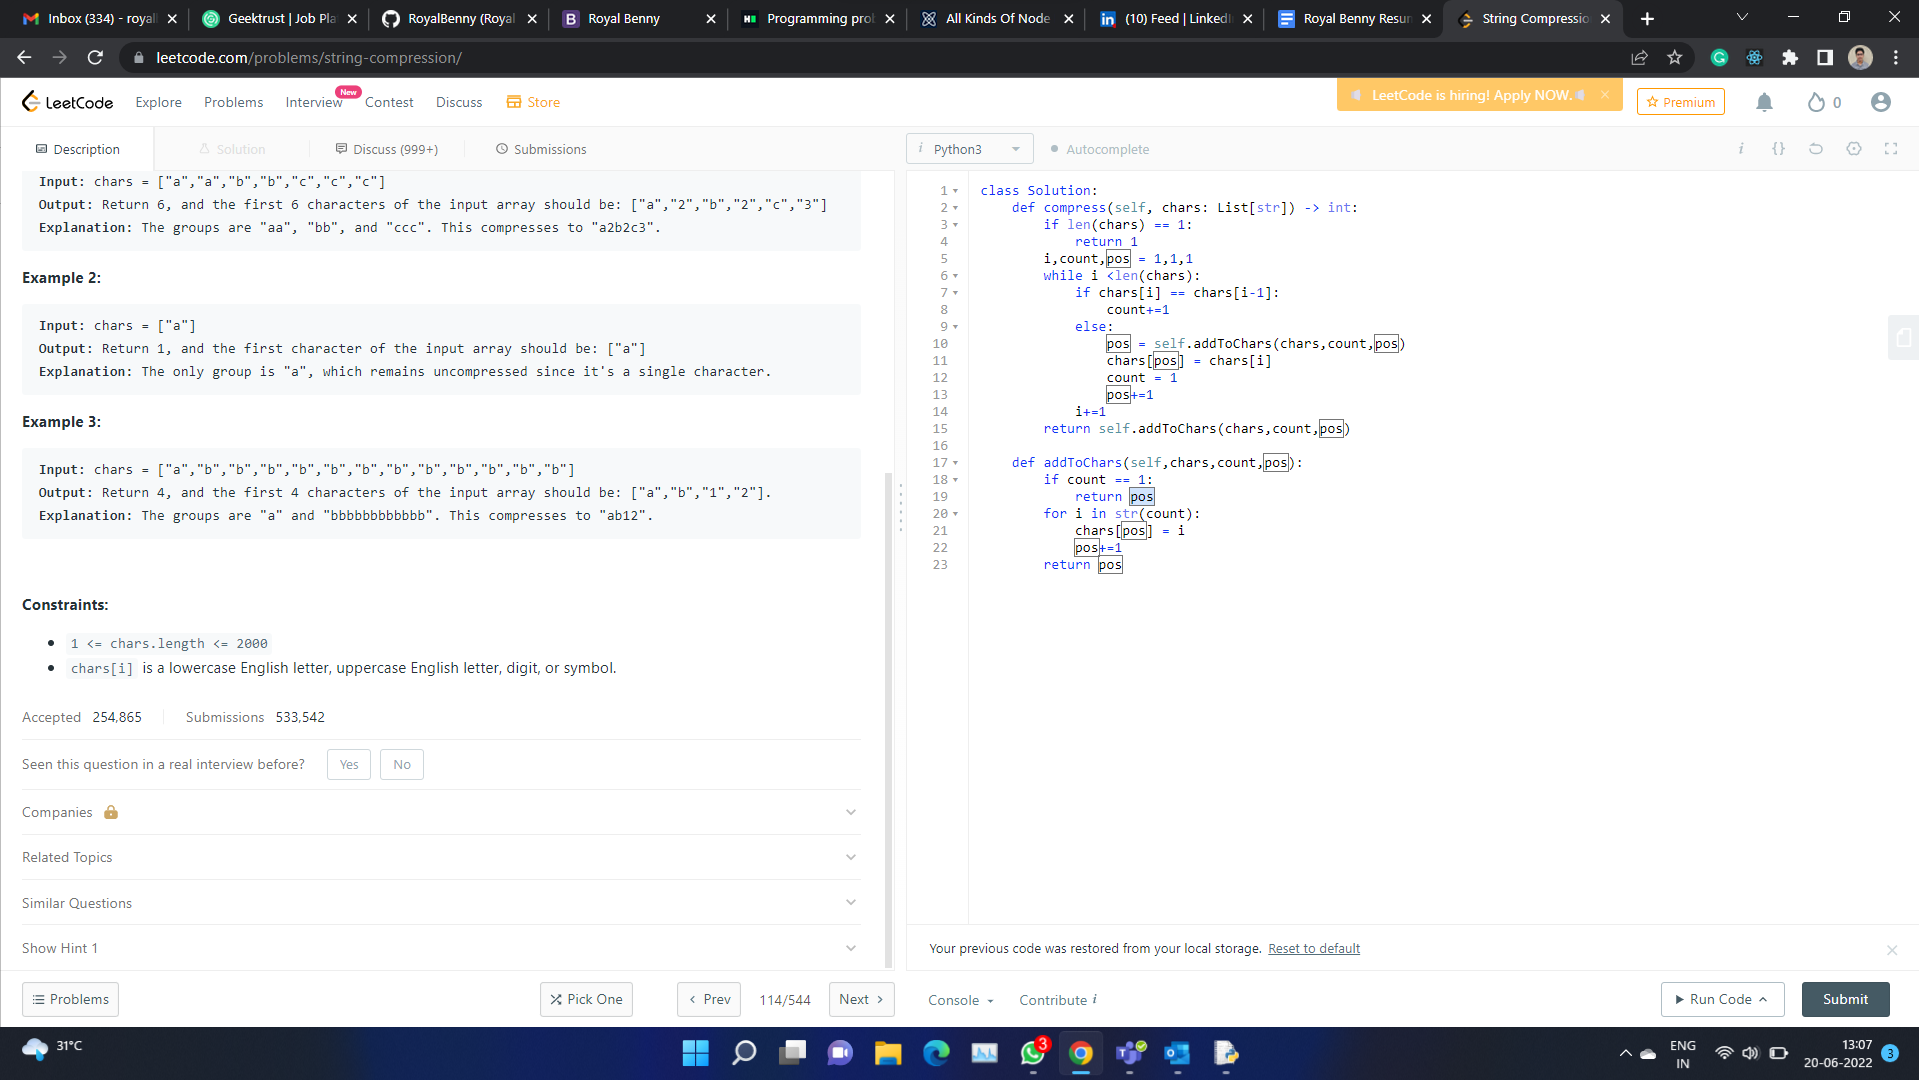 Inbox (334) - royall
Geektrust | Job Pla
RoyalBenny (Royal
Royal Benny
Programming pro
All Kinds Of Node
(10) Feed | LinkedI
Royal Benny Resun
String Compressio
leetcode.com/problems/string-compression/
LeetCode
Explore
Problems
Interview
New
Contest
Discuss
Store
LeetCode is hiring! Apply NOW.
Premium
0
Description
Solution
Discuss (999+)
Submissions
Python3
Autocomplete
Input: chars = ["a","a","b","b","c","c","c"]
Output: Return 6, and the first 6 characters of the input array should be: ["a","2","b","2","c","3"]
Explanation: The groups are "aa", "bb", and "ccc". This compresses to "a2b2c3".
Example 2:
Input: chars = ["a"]
Output: Return 1, and the first character of the input array should be: ["a"]
Explanation: The only group is "a", which remains uncompressed since it's a single character.
Example 3:
Input: chars = ["a","b","b","b","b","b","b","b","b","b","b","b","b"]
Output: Return 4, and the first 4 characters of the input array should be: ["a","b","1","2"].
Explanation: The groups are "a" and "bbbbbbbbbbbb". This compresses to "ab12".
Constraints:
1 <= chars.length <= 2000
chars[i] is a lowercase English letter, uppercase English letter, digit, or symbol.
Accepted 254,865
Submissions 533,542
Seen this question in a real interview before?
Yes
No
Companies
Related Topics
Similar Questions
Show Hint 1
1 class Solution:
2 def compress(self, chars: List[str]) -> int:
3 if len(chars) == 1:
4 return 1
5 i,count,pos = 1,1,1
6 while i <len(chars):
7 if chars[i] == chars[i-1]:
8 count+=1
9 else:
10 pos = self.addToChars(chars,count,pos)
11 chars[pos] = chars[i]
12 count = 1
13 pos+=1
14 i+=1
15 return self.addToChars(chars,count,pos)
16
17 def addToChars(self,chars,count,pos):
18 if count == 1:
19 return pos
20 for i in str(count):
21 chars[pos] = i
22 pos+=1
23 return pos
Your previous code was restored from your local storage. Reset to default
Problems
Pick One
Prev
114/544
Next
Console
Contribute i
Run Code
Submit
31°C
3
ENG
IN
13:07
20-06-2022
3